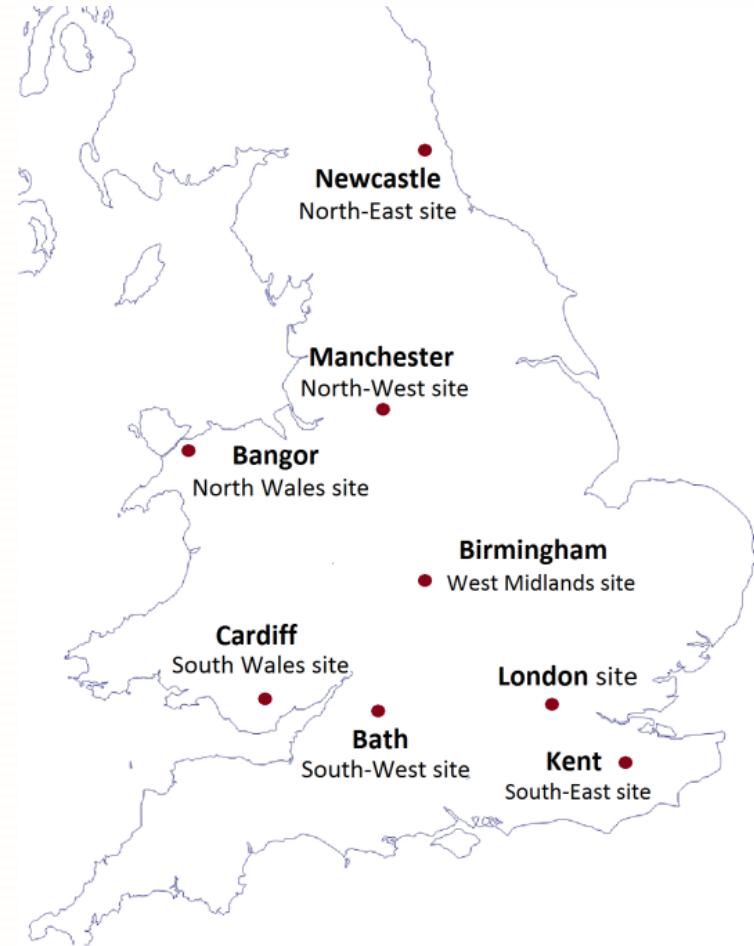 Newcastle
North-East site
Manchester
North-West site
Bangor
North Wales site
Birmingham
West Midlands site
Cardiff
South Wales site
London site
Bath
South-West site
Kent
South-East site